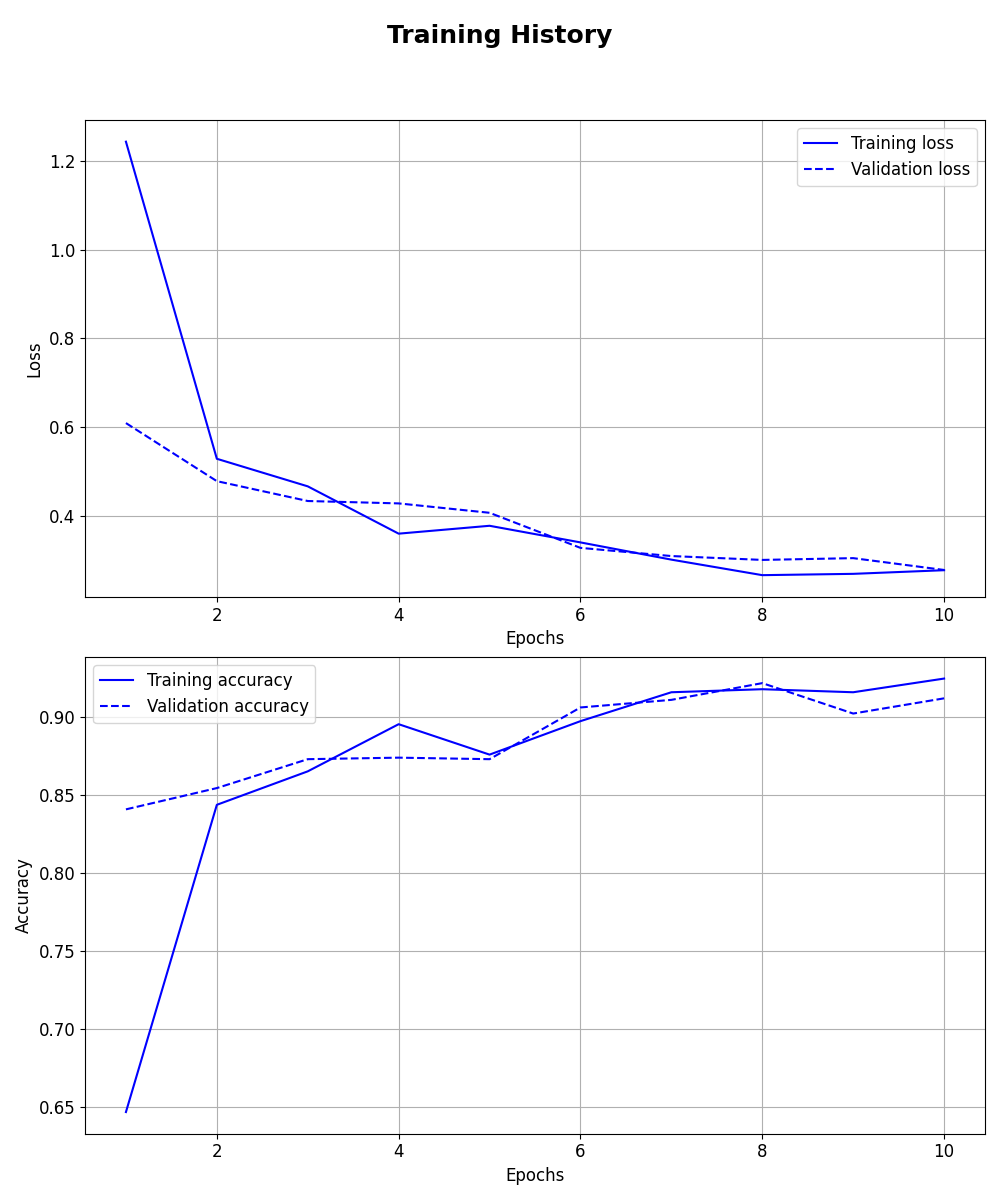 Training History
1.2
1.0
0.8
0.6
0.4
Loss
Training loss
Validation loss
2
4
6
8
10
Epochs
Training accuracy
Validation accuracy
0.90
0.85
0.80
0.75
0.70
0.65
Accuracy
2
4
6
8
10
Epochs